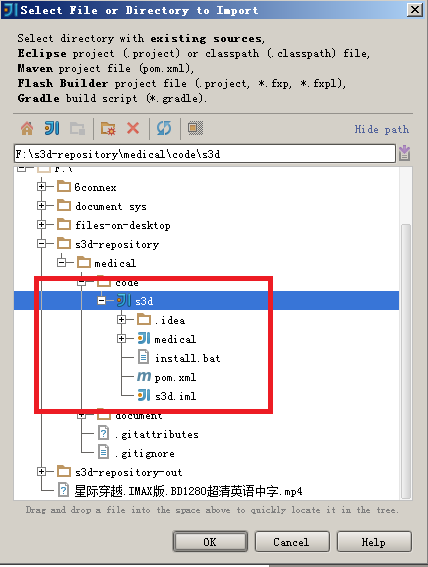 Select File or Directory to Import
Select directory with existing sources,
Eclipse project (.project) or classpath (.classpath) file,
Maven project file (pom.xml),
Flash Builder project file (.project, *.fxp, *.fxpl),
Gradle build script (*.gradle).
Hide path
F:\s3d-repository\medical\code\s3d
F:\
6connex
document sys
files-on-desktop
s3d-repository
medical
code
s3d
.idea
medical
install.bat
pom.xml
s3d.iml
document
.gitattributes
.gitignore
s3d-repository-out
星际穿越.IMAX版.BD1280超清英语中字.mp4
Drag and drop a file into the space above to quickly locate it in the tree.
OK
Cancel
Help